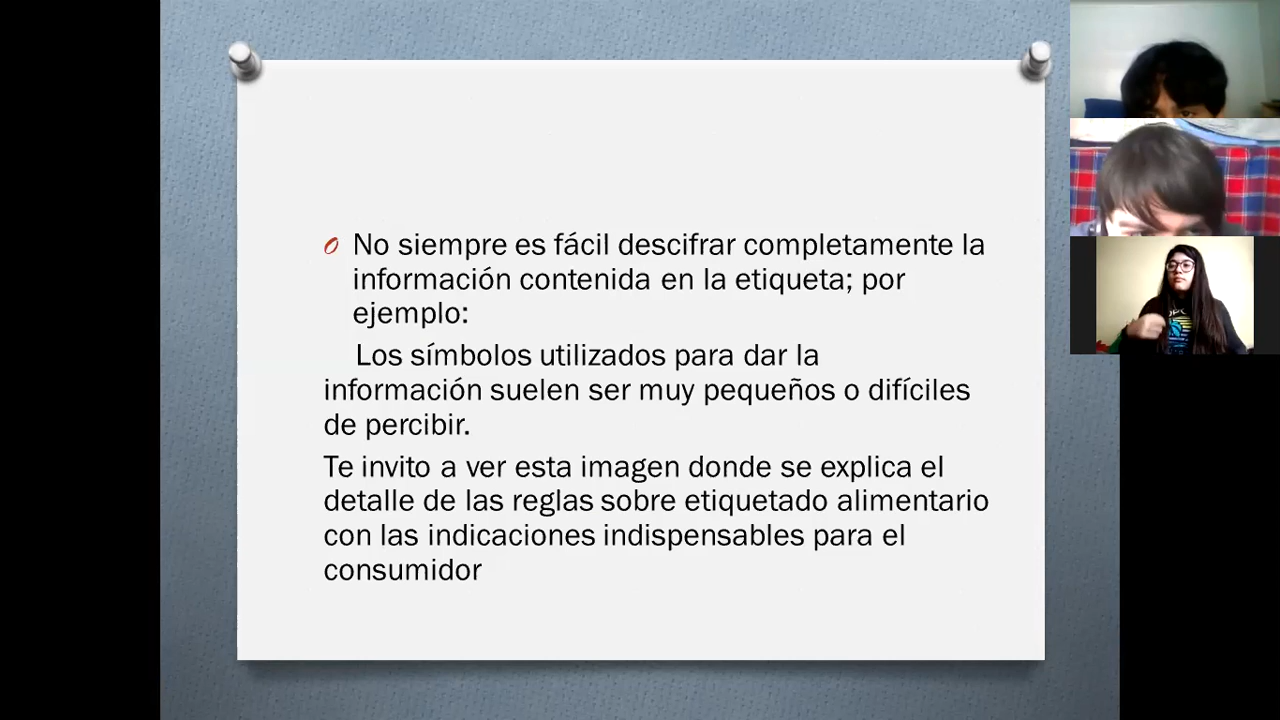 No siempre es fácil descifrar completamente la
información contenida en la etiqueta; por
ejemplo:
Los símbolos utilizados para dar la
información suelen ser muy pequeños o difíciles
de percibir.
Te invito a ver esta imagen donde se explica el
detalle de las reglas sobre etiquetado alimentario
con las indicaciones indispensables para el
consumidor